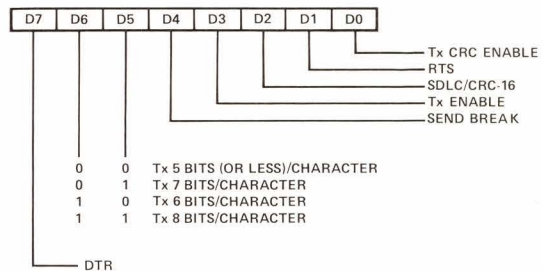 D7 D6 D5 D4 D3 D2 D1 D0
Tx CRC ENABLE
RTS
SDLC/CRC-16
Tx ENABLE
SEND BREAK
0 0 Tx 5 BITS (OR LESS)/CHARACTER
0 1 Tx 7 BITS/CHARACTER
1 0 Tx 6 BITS/CHARACTER
1 1 Tx 8 BITS/CHARACTER
DTR